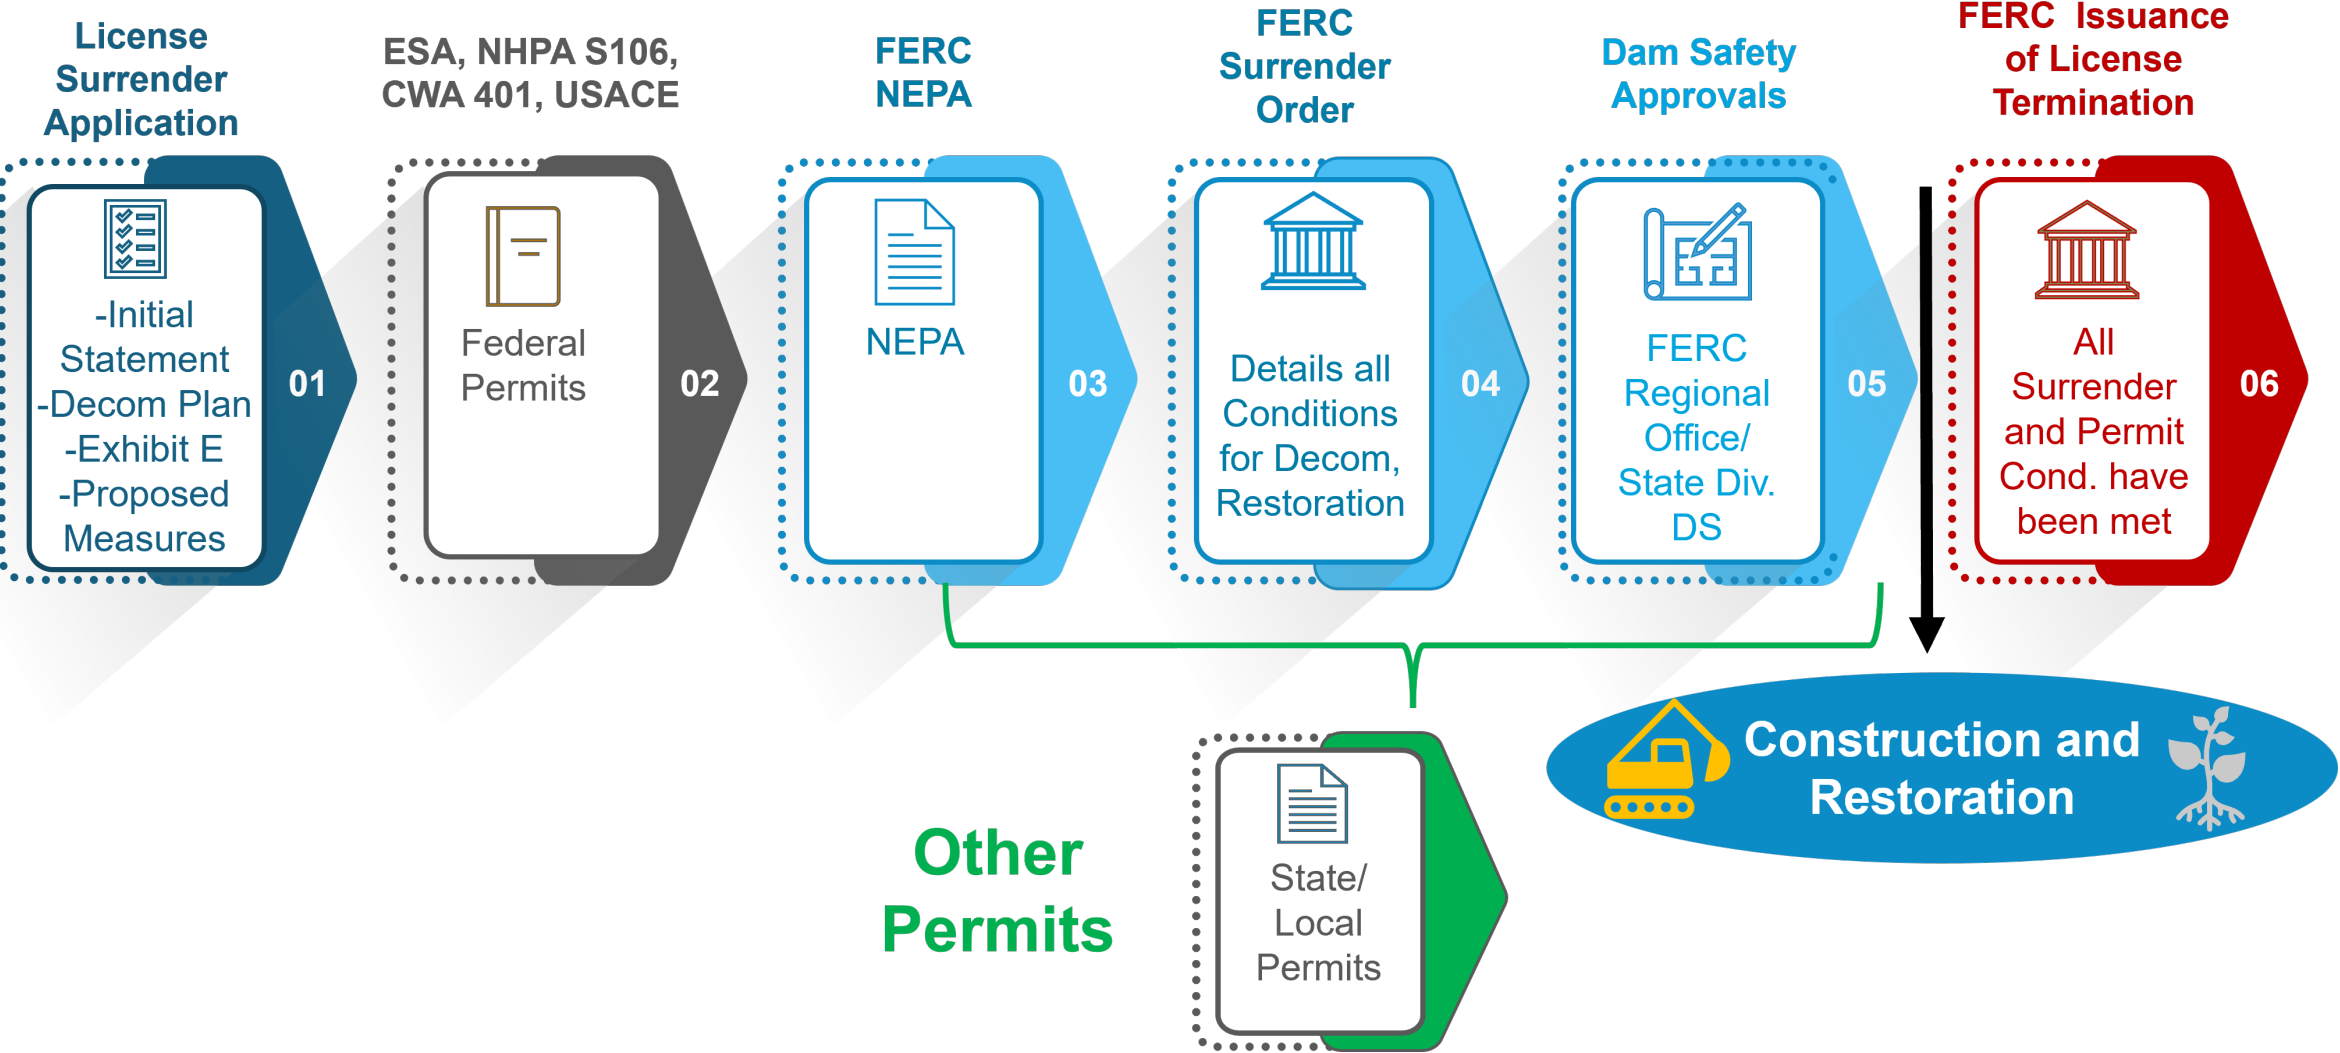 License
Surrender
Application
-Initial
Statement
-Decom Plan
-Exhibit E
-Proposed
Measures
01
ESA, NHPA S106,
CWA 401, USACE
Federal
Permits
02
FERC
NEPA
NEPA
03
FERC
Surrender
Order
Details all
Conditions
for Decom,
Restoration
04
Dam Safety
Approvals
FERC
Regional
Office/
State Div.
DS
05
FERC Issuance
of License
Termination
All
Surrender
and Permit
Cond. have
been met
06
Other
Permits
State/
Local
Permits
Construction and
Restoration